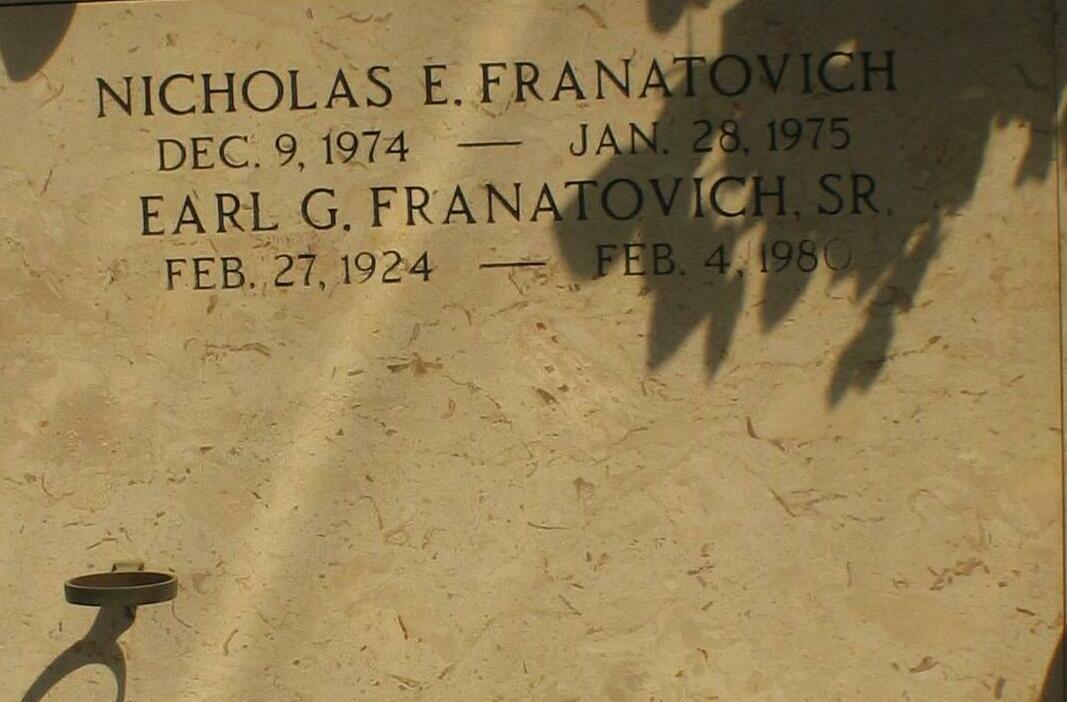 NICHOLAS E. FRANATOVICH
DEC. 9, 1974 — JAN. 28, 1975
EARL G. FRANATOVICH, SR.
FEB. 27, 1924 — FEB. 4, 1980